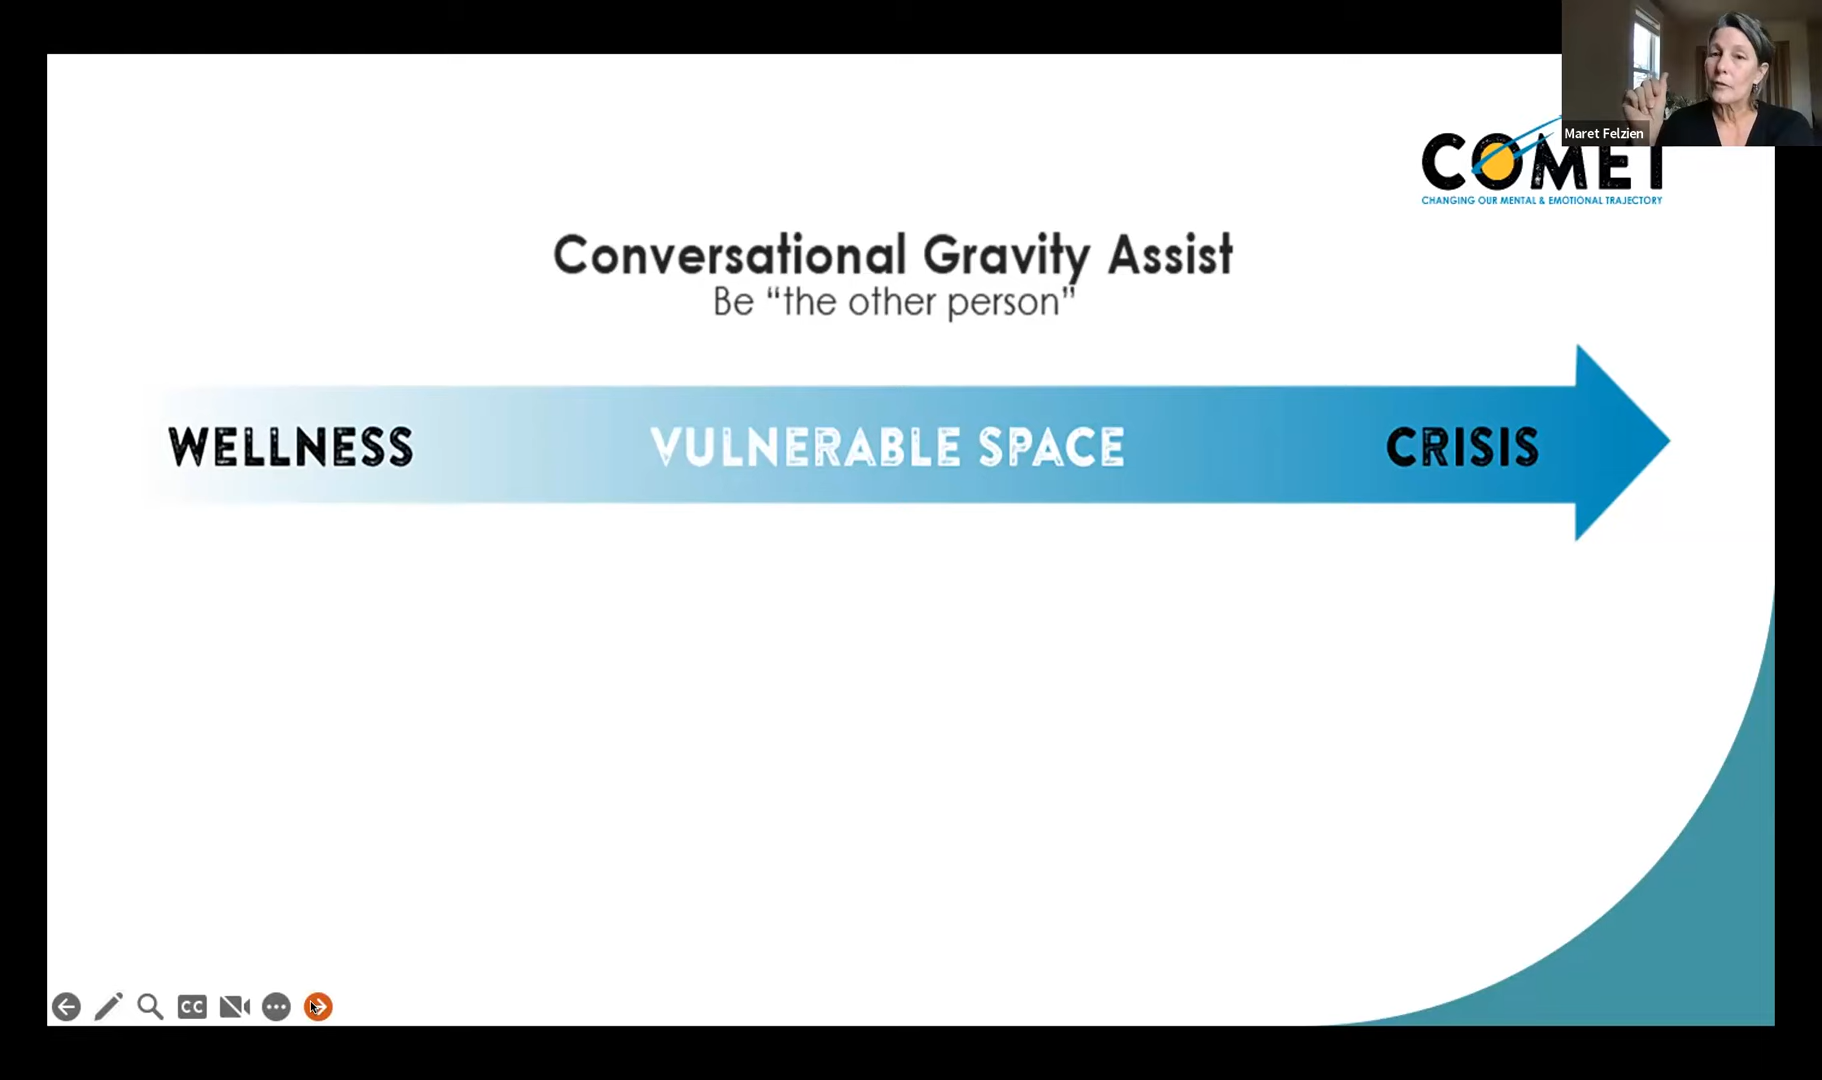 Maret Felzien
COMET
CHANGING OUR MENTAL & EMOTIONAL TRAJECTORY
Conversational Gravity Assist
Be “the other person”
WELLNESS
VULNERABLE SPACE
CRISIS
CC